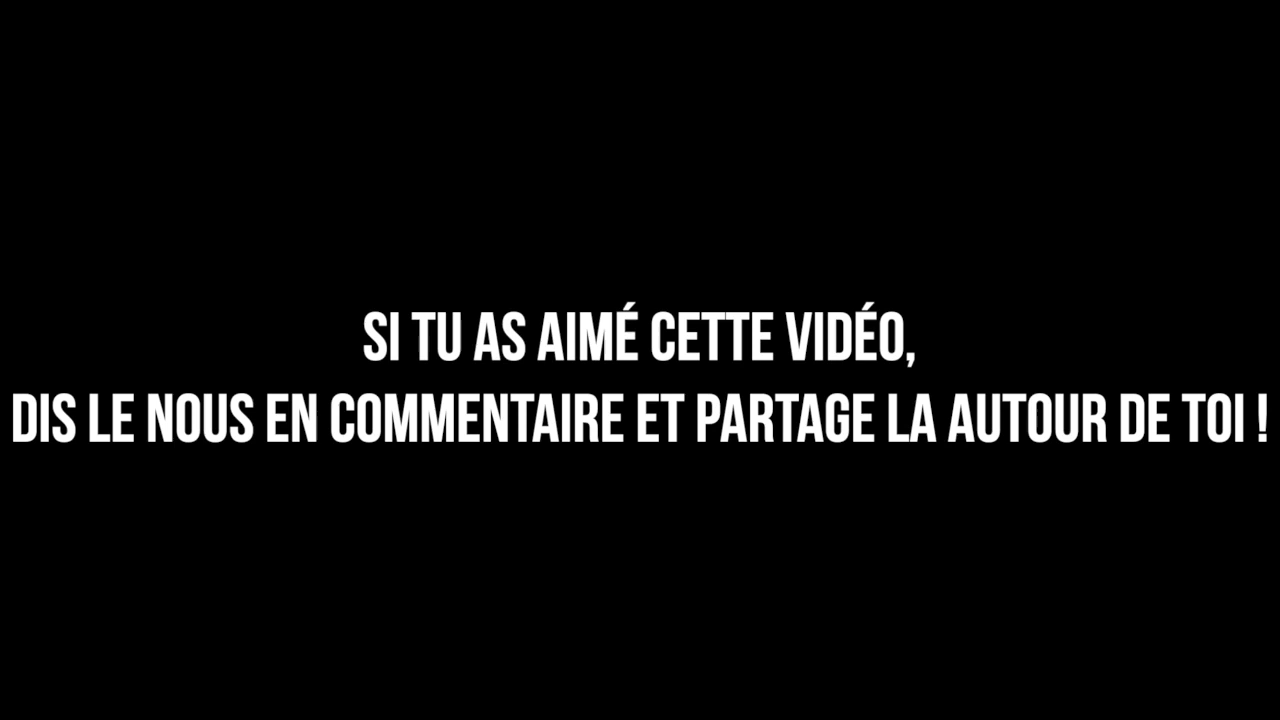 SI TU AS AIMÉ CETTE VIDÉO,
DIS LE NOUS EN COMMENTAIRE ET PARTAGE LA AUTOUR DE TOI !